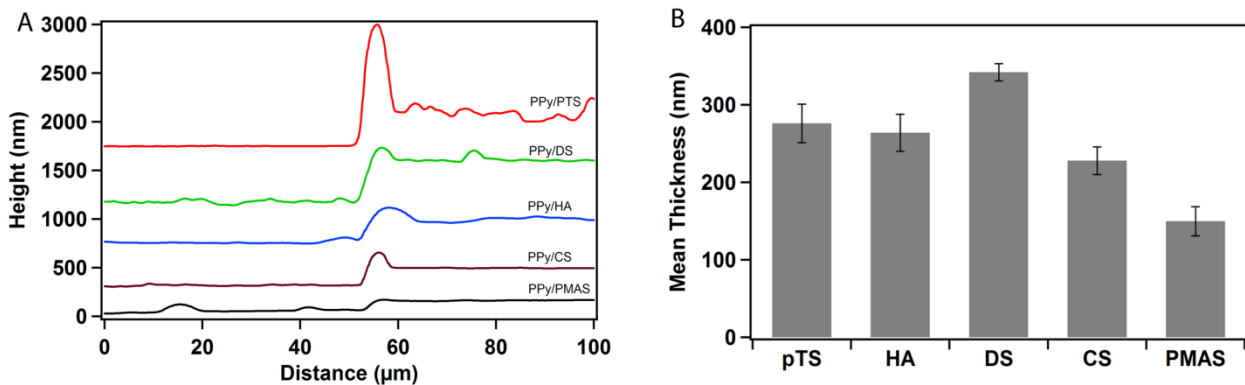 A
3000
2500
2000
1500
1000
500
0
Height (nm)
PPy/PTS
PPy/DS
PPy/HA
PPy/CS
PPy/PMAS
0 20 40 60 80 100
Distance (µm)
B
400
300
200
100
0
Mean Thickness (nm)
pTS HA DS CS PMAS